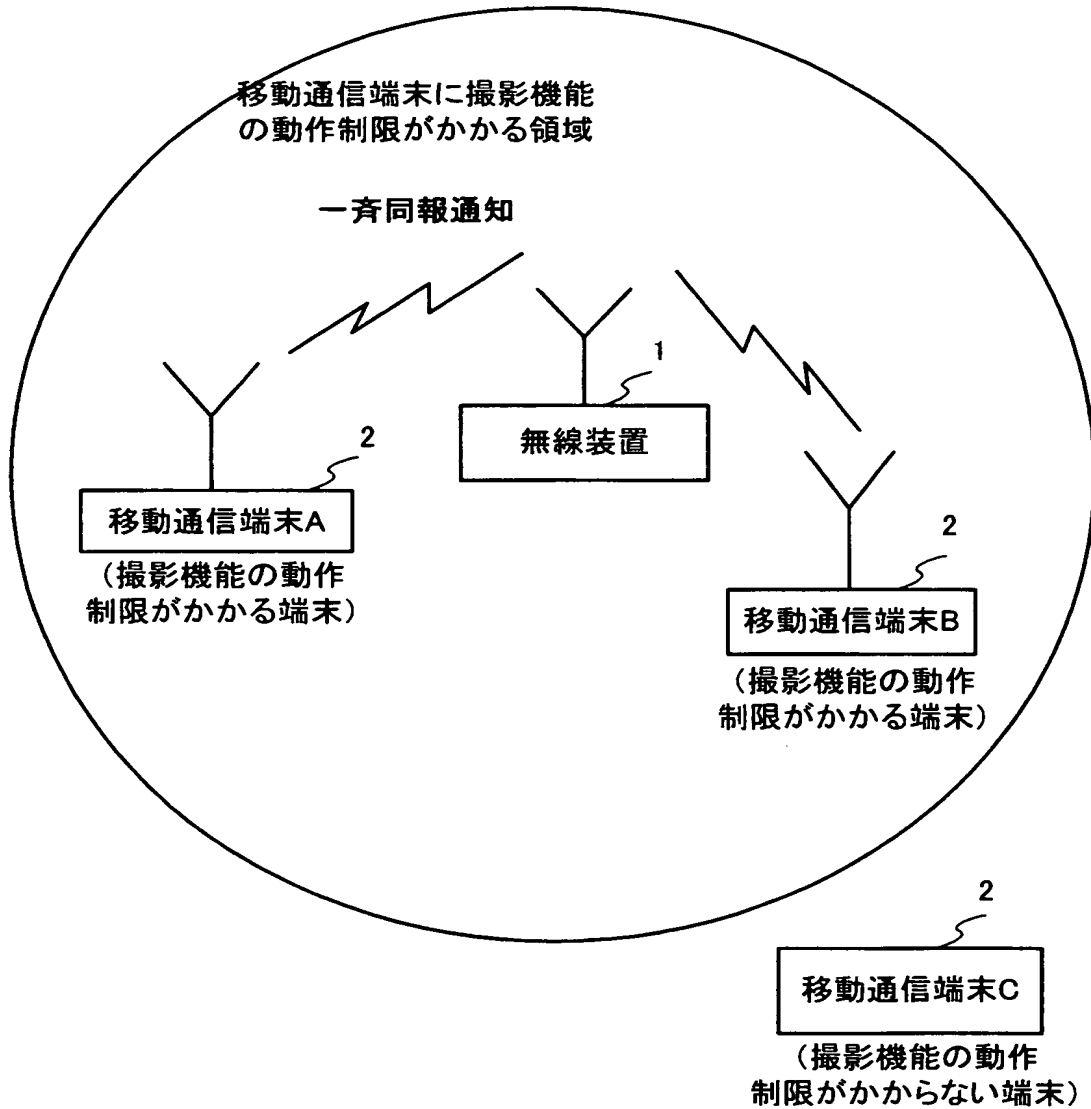 移動通信端末に撮影機能
の動作制限がかかる領域
一斉同報通知
1
無線装置
2
移動通信端末A
(撮影機能の動作
制限がかかる端末)
2
移動通信端末B
(撮影機能の動作
制限がかかる端末)
2
移動通信端末C
(撮影機能の動作
制限がかからない端末)